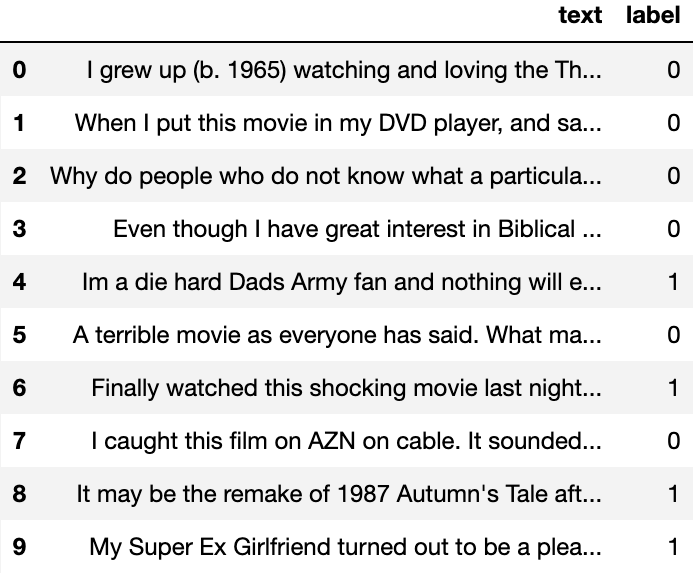 text label
0 I grew up (b. 1965) watching and loving the Th... 0
1 When I put this movie in my DVD player, and sa... 0
2 Why do people who do not know what a particula... 0
3 Even though I have great interest in Biblical ... 0
4 Im a die hard Dads Army fan and nothing will e... 1
5 A terrible movie as everyone has said. What ma... 0
6 Finally watched this shocking movie last night... 1
7 I caught this film on AZN on cable. It sounded... 0
8 It may be the remake of 1987 Autumn's Tale aft... 1
9 My Super Ex Girlfriend turned out to be a plea... 1